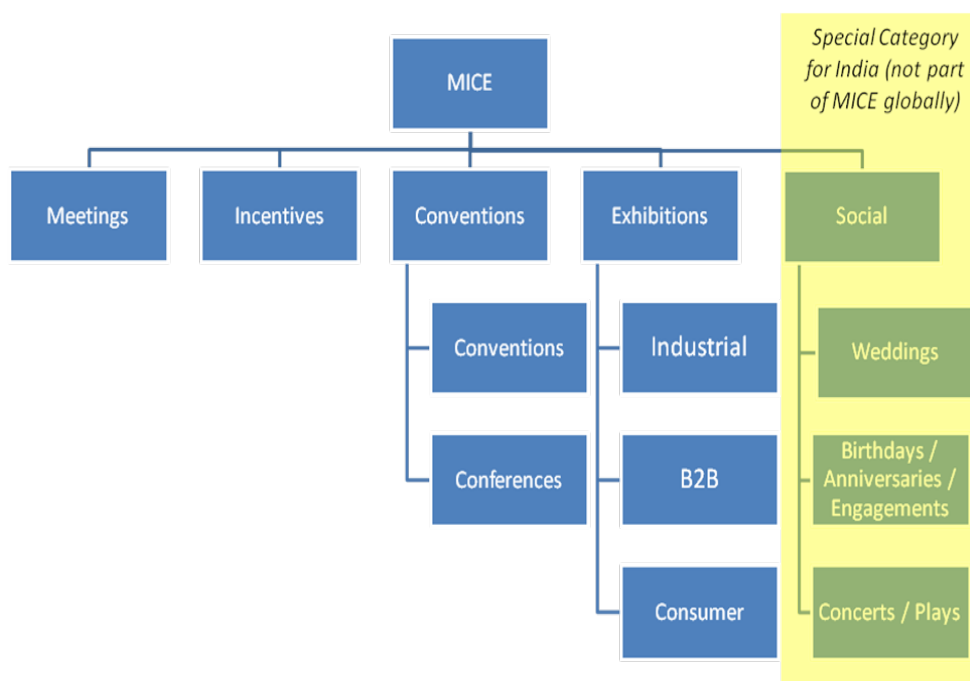 Special Category
for India (not part
of MICE globally)
MICE
Meetings
Incentives
Conventions
Exhibitions
Social
Conventions
Industrial
Weddings
Conferences
B2B
Birthdays /
Anniversaries /
Engagements
Consumer
Concerts / Plays